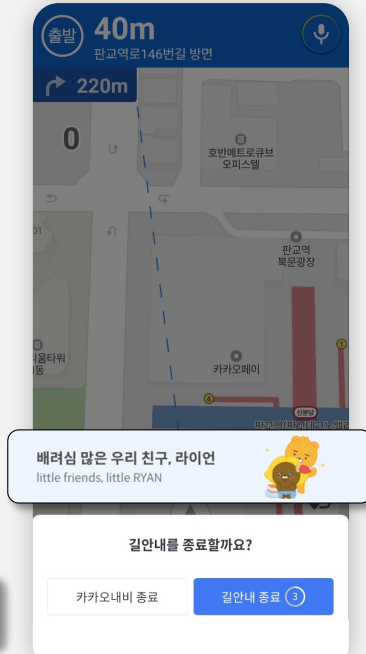 출발
40m
판교역로146번길 방면
220m
0
호반메트로큐브
오피스텔
01
판교역
북문광장
카카오페이
1
4
신분당
배려심 많은 우리 친구, 라이언
little friends, little RYAN
길안내를 종료할까요?
카카오내비 종료
길안내 종료 3